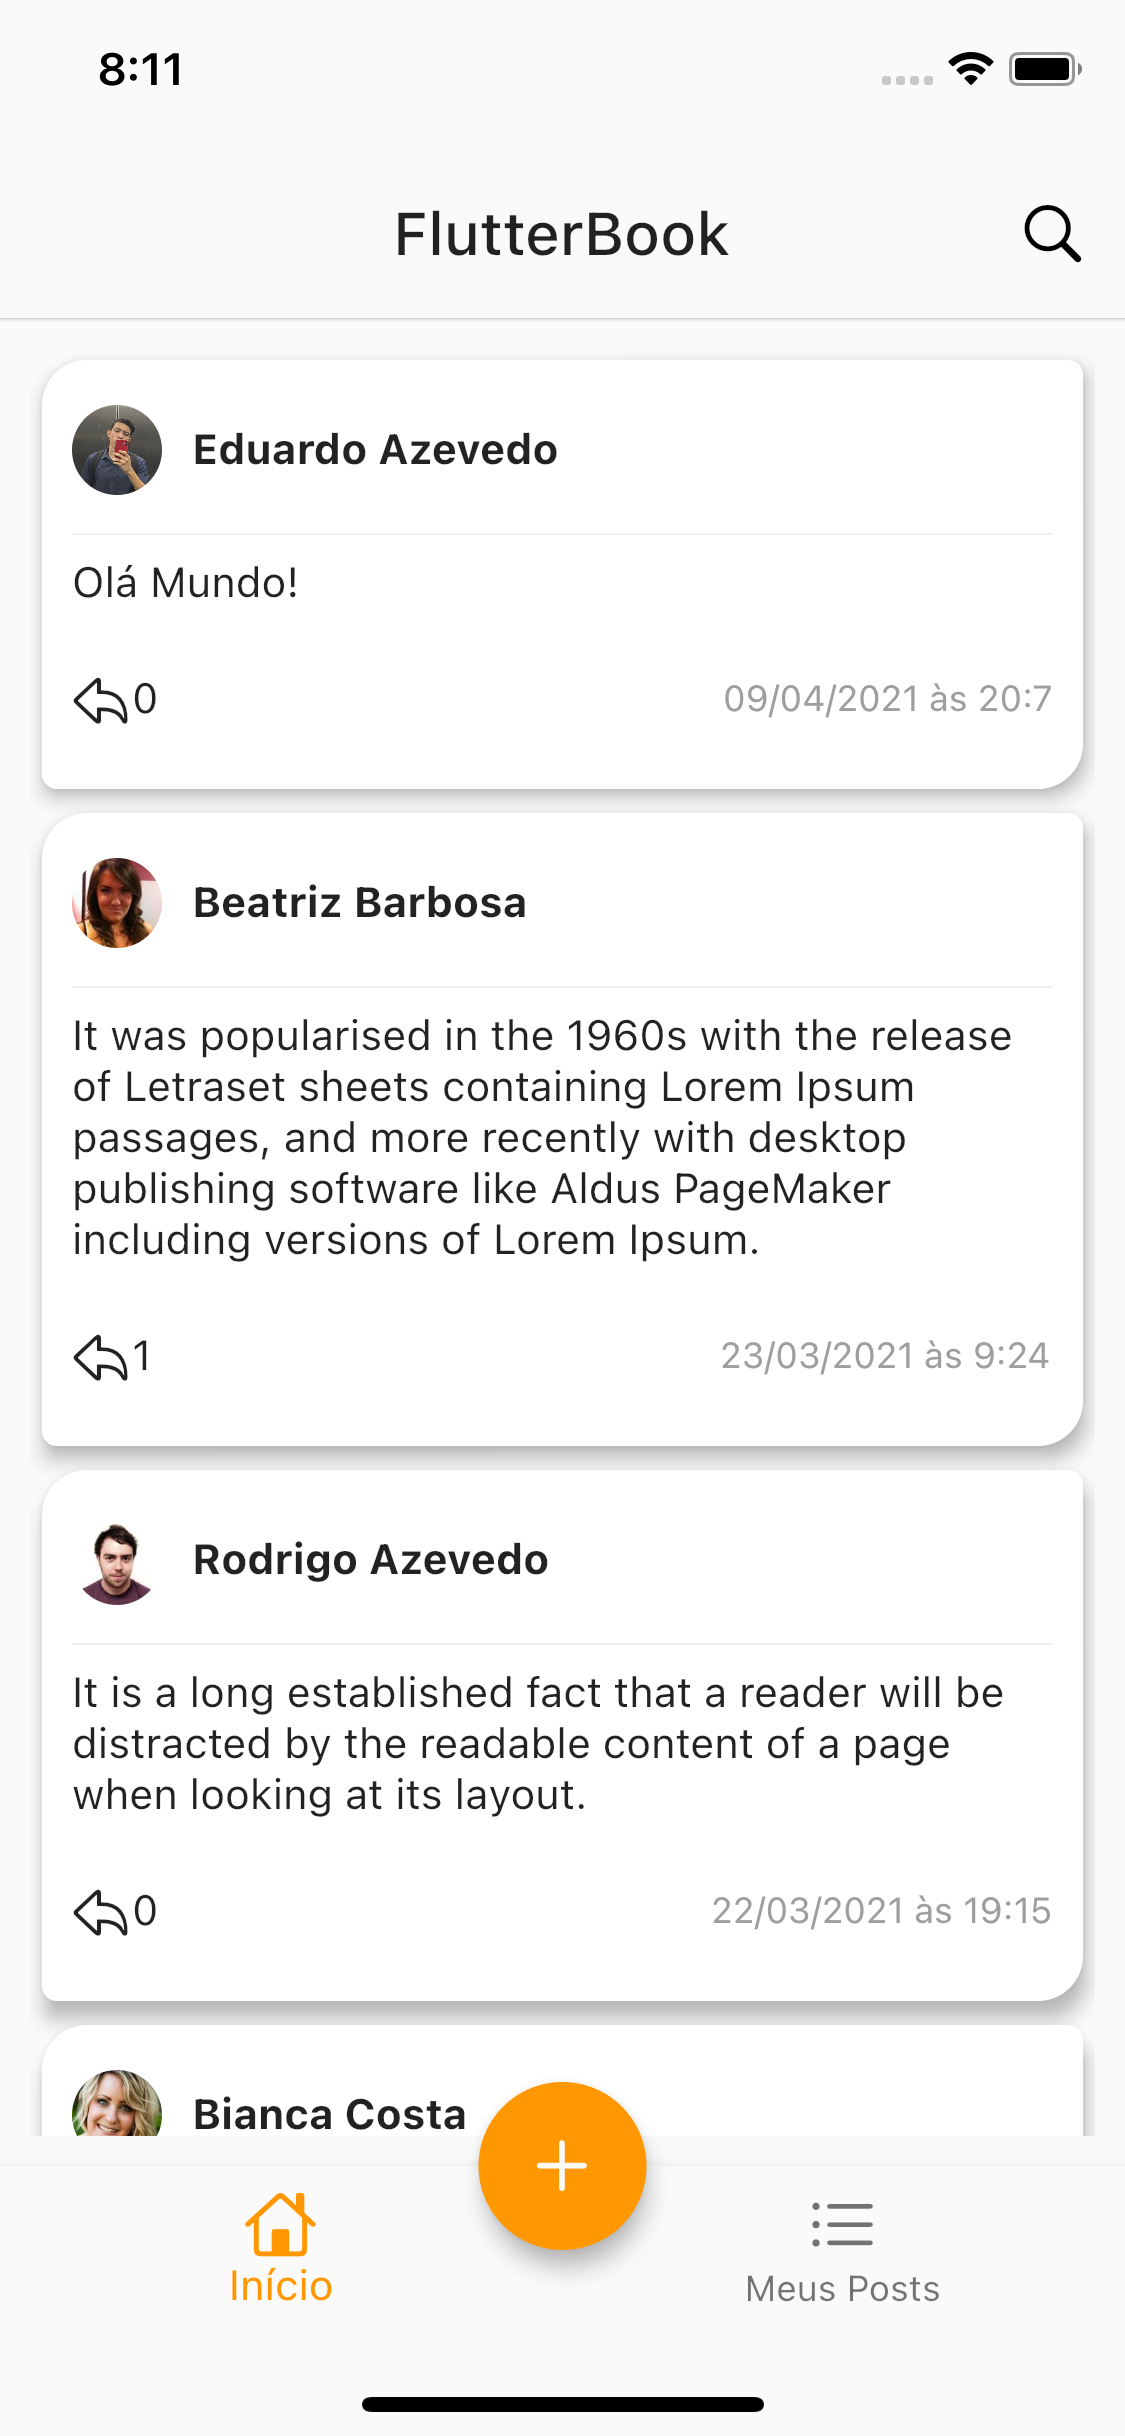 8:11
FlutterBook
Eduardo Azevedo
Olá Mundo!
0
09/04/2021 às 20:7
Beatriz Barbosa
It was popularised in the 1960s with the release
of Letraset sheets containing Lorem Ipsum
passages, and more recently with desktop
publishing software like Aldus PageMaker
including versions of Lorem Ipsum.
1
23/03/2021 às 9:24
Rodrigo Azevedo
It is a long established fact that a reader will be
distracted by the readable content of a page
when looking at its layout.
0
22/03/2021 às 19:15
Bianca Costa
Início
Meus Posts